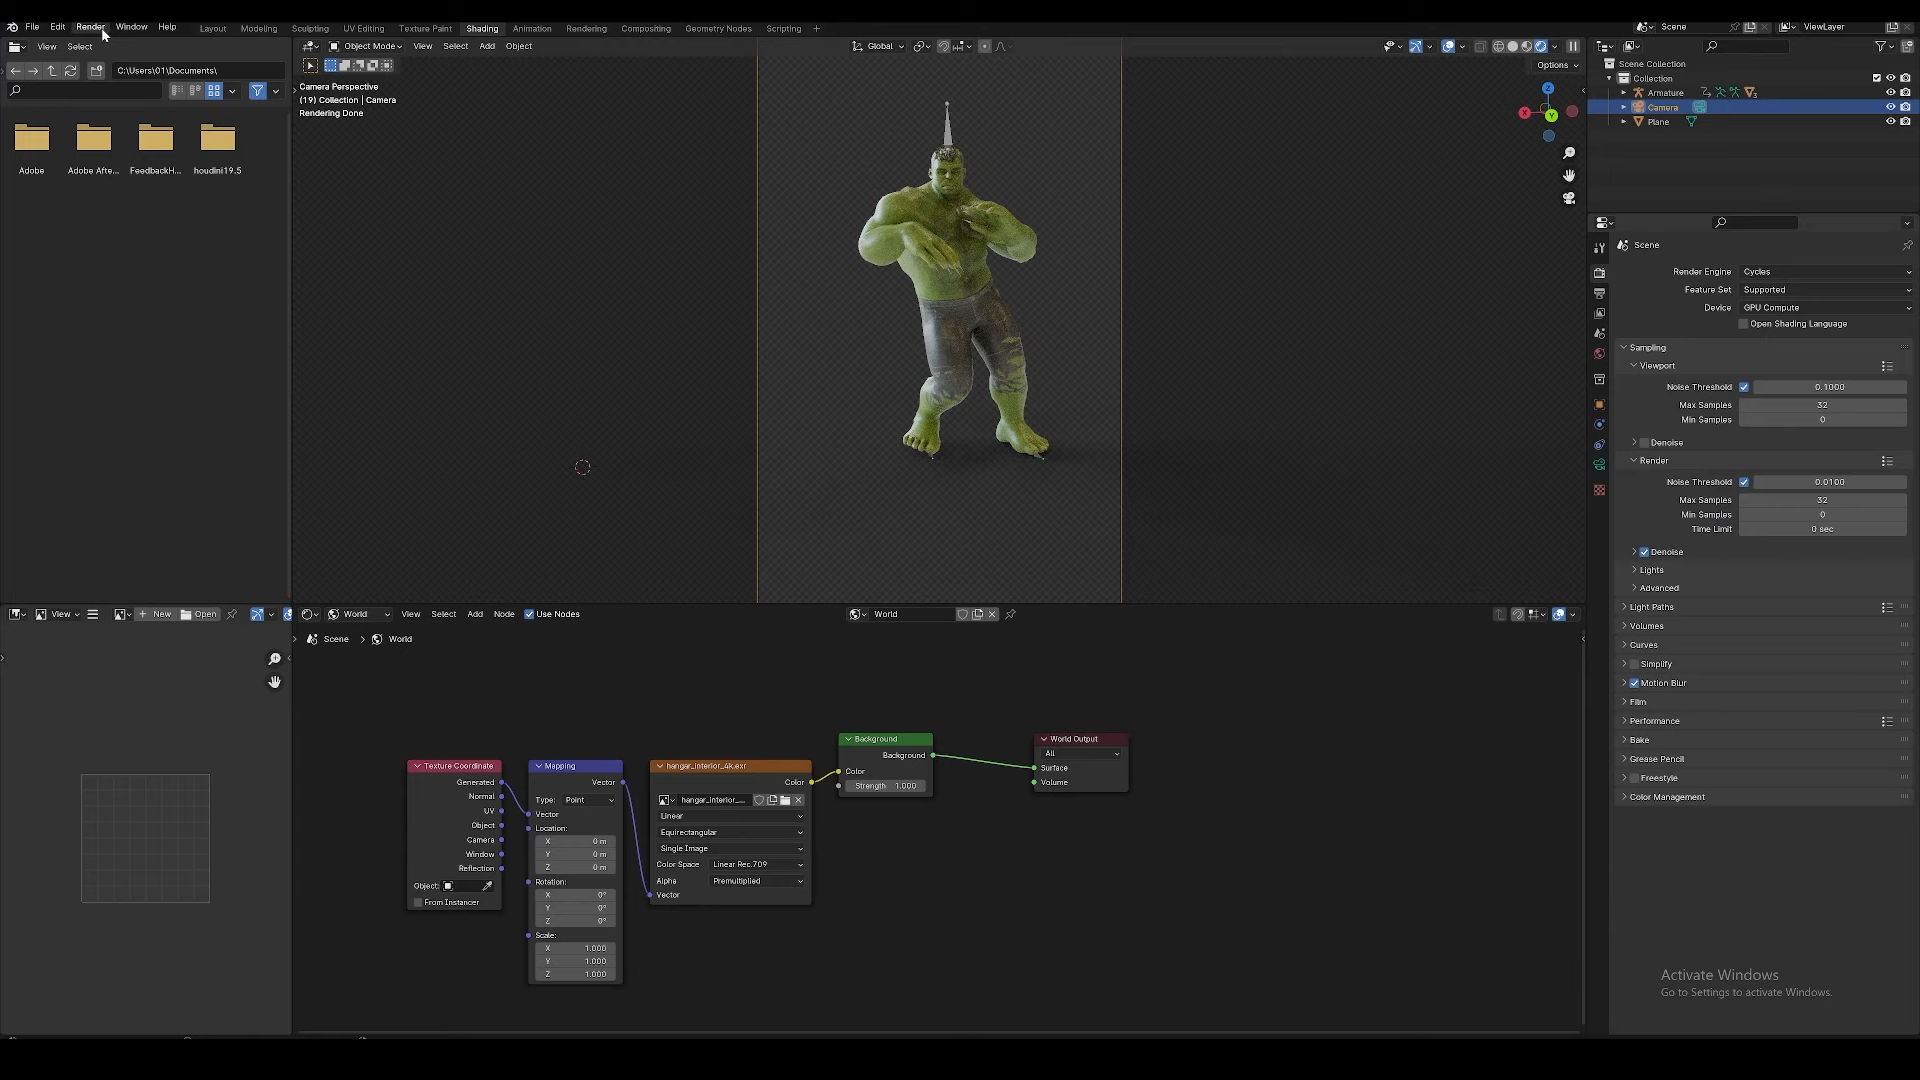 File Edit Render Window Help
Layout Modeling Sculpting UV Editing Texture Paint Shading Animation Rendering Compositing Geometry Nodes Scripting +
Scene
ViewLayer
View Select
C:\Users\01\Documents\
Adobe
Adobe Afte...
FeedbackH...
houdini19.5
Object Mode View Select Add Object
Global
Options
Camera Perspective
(19) Collection | Camera
Rendering Done
Z
X
Y
Scene Collection
Collection
Armature
3
Camera
Plane
Scene
Render Engine Cycles
Feature Set Supported
Device GPU Compute
Open Shading Language
Sampling
Viewport
Noise Threshold 0.1000
Max Samples 32
Min Samples 0
Denoise
Render
Noise Threshold 0.0100
Max Samples 32
Min Samples 0
Time Limit 0 sec
Denoise
Lights
Advanced
Light Paths
Volumes
Curves
Simplify
Motion Blur
Film
Performance
Bake
Grease Pencil
Freestyle
Color Management
View
New Open
World View Select Add Node Use Nodes
World
Scene > World
Texture Coordinate
Generated
Normal
UV
Object
Camera
Window
Reflection
Object:
From Instancer
Mapping
Vector
Type: Point
Vector
Location:
X 0 m
Y 0 m
Z 0 m
Rotation:
X 0°
Y 0°
Z 0°
Scale:
X 1.000
Y 1.000
Z 1.000
hangar_interior_4k.exr
Color
hangar_interior_...
Linear
Equirectangular
Single Image
Color Space Linear Rec.709
Alpha Premultiplied
Vector
Background
Background
Color
Strength 1.000
World Output
All
Surface
Volume
Activate Windows
Go to Settings to activate Windows.